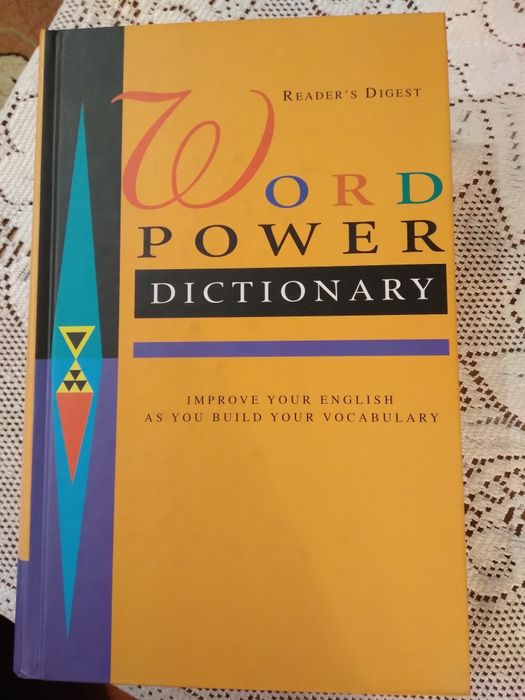 READER'S DIGEST
WORD
POWER
DICTIONARY
IMPROVE YOUR ENGLISH
AS YOU BUILD YOUR VOCABULARY